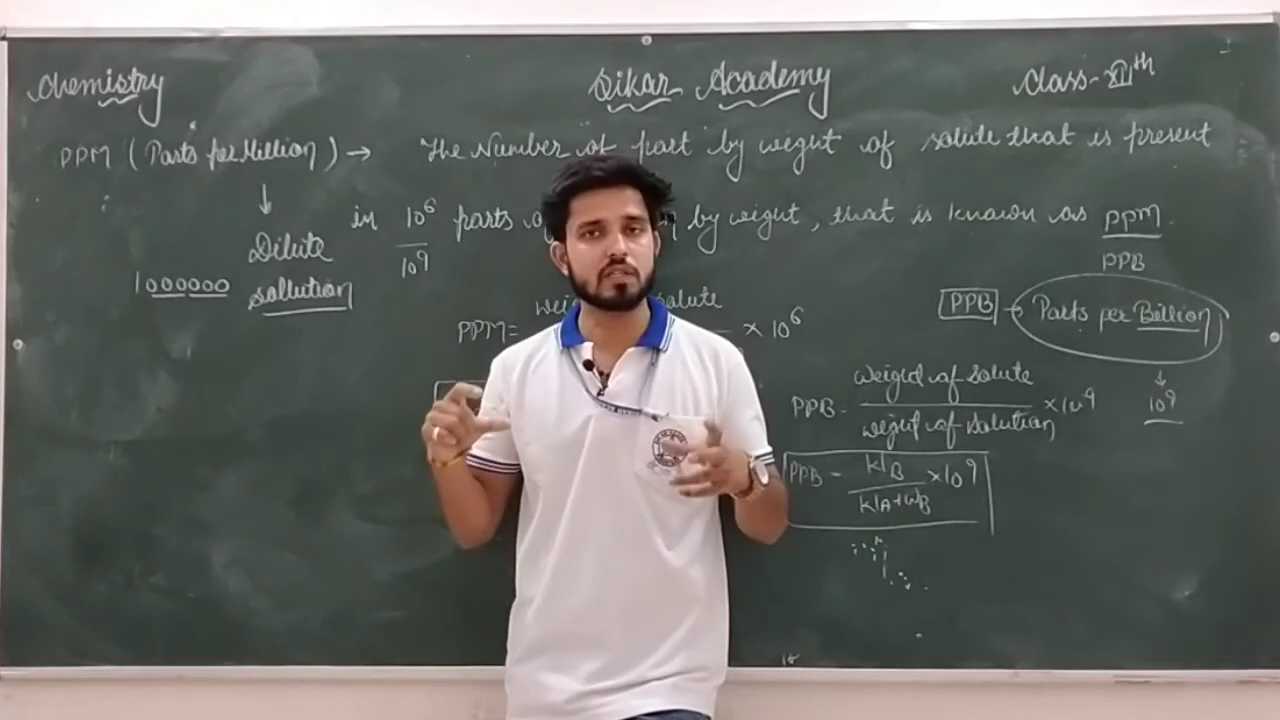 Chemistry
Sikar Academy
Class-XIIth
PPM (Parts per Million) → The Number of part by weight of solute that is present
↓ in 10⁶ parts by weight, that is known as PPM.
10⁹
PPB
Dilute
sollution
1000000
PPM= solute × 10⁶
PPB → Parts per Billion
↓
10⁹
PPB - weight of solute
weight of solution ×10⁹
PPB - WB ×10⁹
WA+WB